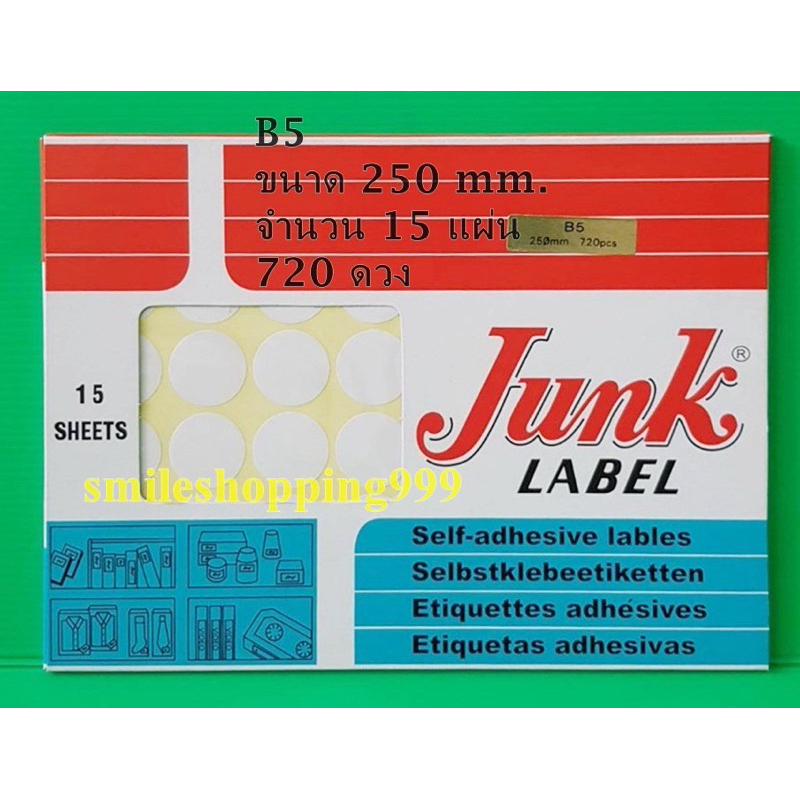 B5
ขนาด 250 mm.
จำนวน 15 แผ่น
720 ดวง
B5
250mm 720pcs
15
SHEETS
Junk®
LABEL
smileshopping999
Self-adhesive lables
Selbstklebeetiketten
Etiquettes adhésives
Etiquetas adhesivas